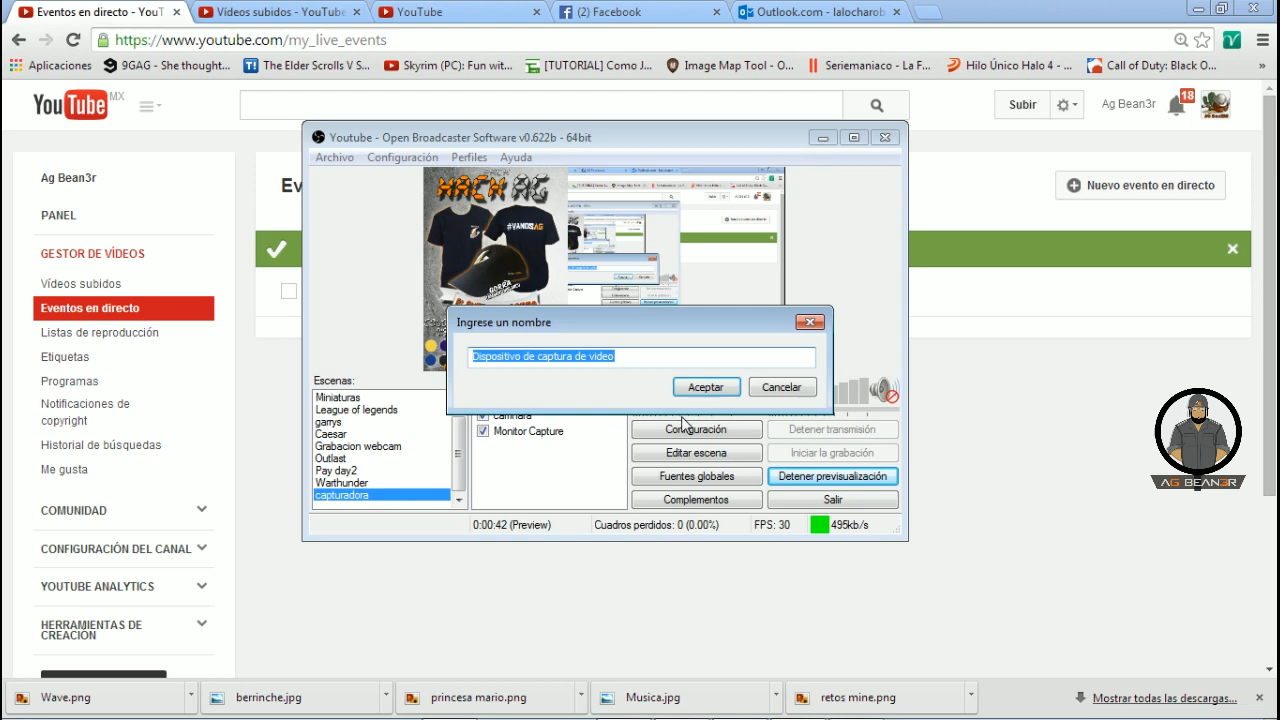 Eventos en directo - YouT
Vídeos subidos - YouTube
YouTube
(2) Facebook
Outlook.com - lalocharob
https://www.youtube.com/my_live_events
Aplicaciones
9GAG - She thought...
The Elder Scrolls V S...
Skyrim (PC): Fun wit...
[TUTORIAL] Como J...
Image Map Tool - O...
Seriemaniaco - La F...
Hilo Único Halo 4 - ...
Call of Duty: Black O...
»
YouTube MX
Subir
Ag Bean3r
18
Ag Bean3r
PANEL
GESTOR DE VÍDEOS
Vídeos subidos
Eventos en directo
Listas de reproducción
Etiquetas
Programas
Notificaciones de
copyright
Historial de búsquedas
Me gusta
COMUNIDAD
CONFIGURACIÓN DEL CANAL
YOUTUBE ANALYTICS
HERRAMIENTAS DE
CREACIÓN
Ev
Nuevo evento en directo
Youtube - Open Broadcaster Software v0.622b - 64bit
Archivo
Configuración
Perfiles
Ayuda
HACH AG
#VAMOSAG
GORRA
Ingrese un nombre
Dispositivo de captura de video
Aceptar
Cancelar
Escenas:
Miniaturas
League of legends
garrys
Caesar
Grabacion webcam
Outlast
Pay day2
Warthunder
capturadora
Monitor Capture
Configuración
Detener transmisión
Editar escena
Iniciar la grabación
Fuentes globales
Detener previsualización
Complementos
Salir
0:00:42 (Preview)
Cuadros perdidos: 0 (0.00%)
FPS: 30
495kb/s
AG BEAN3R
Wave.png
berrinche.jpg
princesa mario.png
Musica.jpg
retos mine.png
Mostrar todas las descargas...